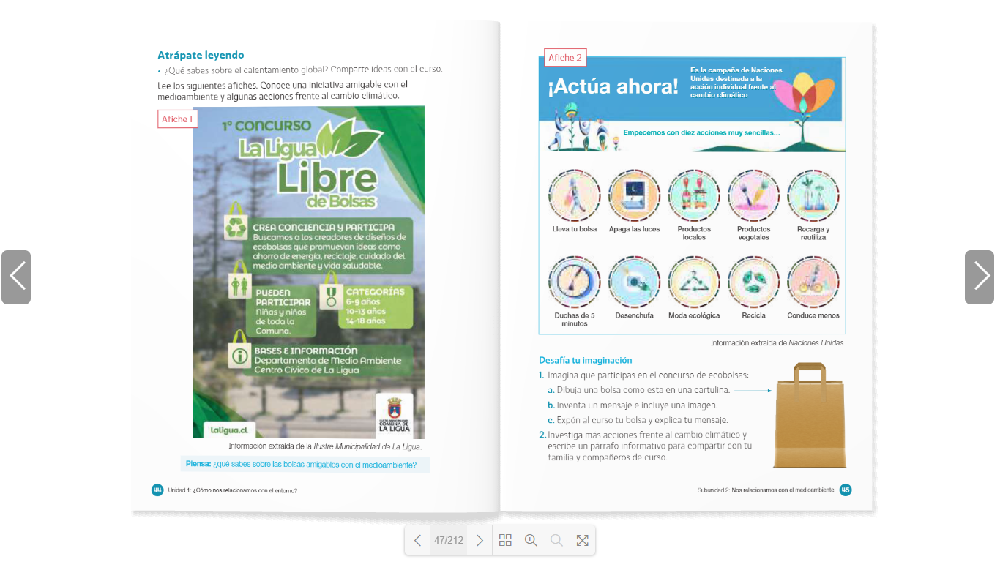 Atrápate leyendo
• ¿Qué sabes sobre el calentamiento global? Comparte ideas con el curso.
Lee los siguientes afiches. Conoce una iniciativa amigable con el
medioambiente y algunas acciones frente al cambio climático.
Afiche 1
1° CONCURSO
La Ligua
Libre
de Bolsas
CREA CONCIENCIA Y PARTICIPA
Buscamos a los creadores de diseños de
ecobolsas que promuevan ideas como
ahorro de energía, reciclaje, cuidado del
medio ambiente y vida saludable.
PUEDEN
PARTICIPAR
Niñas y niños
de toda la
Comuna.
CATEGORÍAS
6-9 años
10-13 años
14-18 años
BASES E INFORMACIÓN
Departamento de Medio Ambiente
Centro Cívico de La Ligua
laligua.cl
COMUNA DE
LA LIGUA
Información extraída de la Ilustre Municipalidad de La Ligua.
Piensa: ¿qué sabes sobre las bolsas amigables con el medioambiente?
44 Unidad 1: ¿Cómo nos relacionamos con el entorno?
Afiche 2
¡Actúa ahora!
Es la campaña de Naciones
Unidas destinada a la
acción individual frente al
cambio climático
Empecemos con diez acciones muy sencillas...
Lleva tu bolsa
Apaga las luces
Productos
locales
Productos
vegetales
Recarga y
reutiliza
Duchas de 5
minutos
Desenchufa
Moda ecológica
Recicla
Conduce menos
Información extraída de Naciones Unidas.
Desafía tu imaginación
1. Imagina que participas en el concurso de ecobolsas:
a. Dibuja una bolsa como esta en una cartulina.
b. Inventa un mensaje e incluye una imagen.
c. Expón al curso tu bolsa y explica tu mensaje.
2. Investiga más acciones frente al cambio climático y
escribe un párrafo informativo para compartir con tu
familia y compañeros de curso.
Subunidad 2: Nos relacionamos con el medioambiente 45
47/212